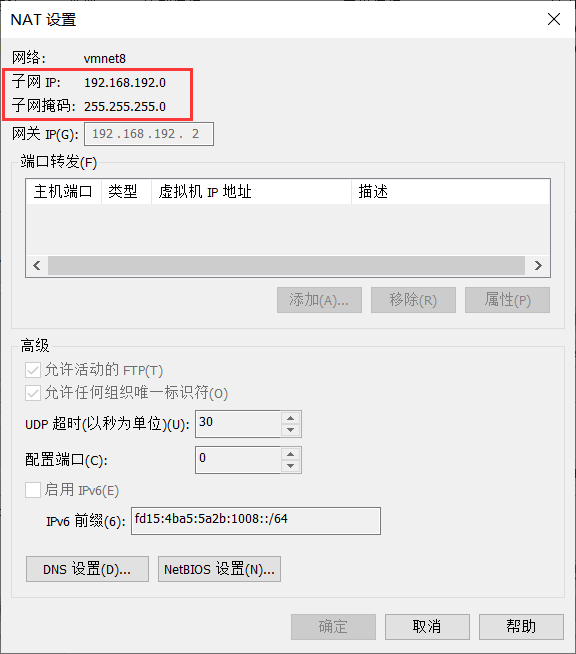 NAT 设置
网络: vmnet8
子网 IP: 192.168.192.0
子网掩码: 255.255.255.0
网关 IP(G): 192 . 168 . 192 . 2
端口转发(F)
主机端口 类型 虚拟机 IP 地址 描述
添加(A)... 移除(R) 属性(P)
高级
允许活动的 FTP(T)
允许任何组织唯一标识符(O)
UDP 超时(以秒为单位)(U): 30
配置端口(C): 0
启用 IPv6(E)
IPv6 前缀(6): fd15:4ba5:5a2b:1008::/64
DNS 设置(D)... NetBIOS 设置(N)...
确定 取消 帮助